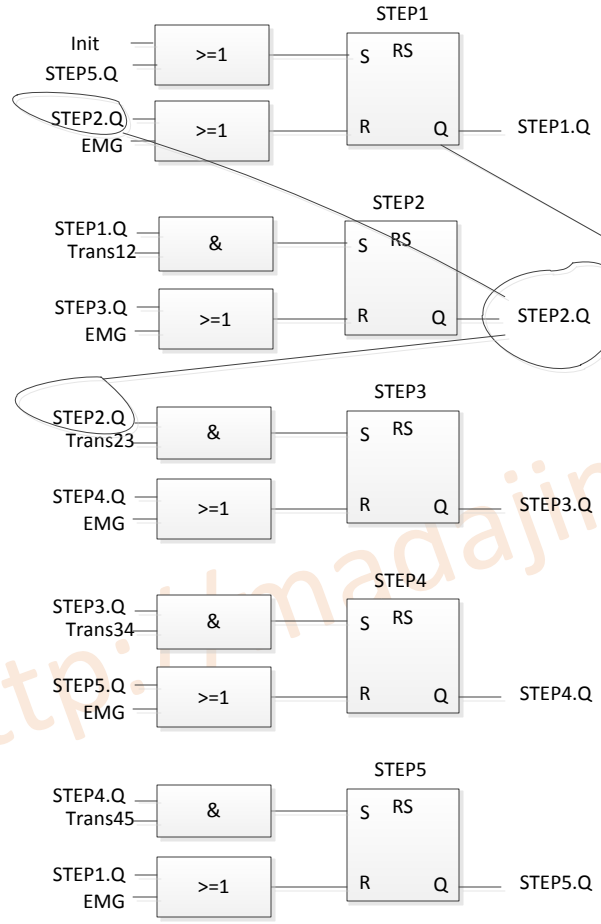 STEP1
Init
STEP5.Q
>=1
S RS
STEP2.Q
EMG
>=1
R Q
STEP1.Q
STEP2
STEP1.Q
Trans12
&
S RS
STEP3.Q
EMG
>=1
R Q
STEP2.Q
STEP3
STEP2.Q
Trans23
&
S RS
STEP4.Q
EMG
>=1
R Q
STEP3.Q
STEP4
STEP3.Q
Trans34
&
S RS
STEP5.Q
EMG
>=1
R Q
STEP4.Q
STEP5
STEP4.Q
Trans45
&
S RS
STEP1.Q
EMG
>=1
R Q
STEP5.Q
ttp://madajin